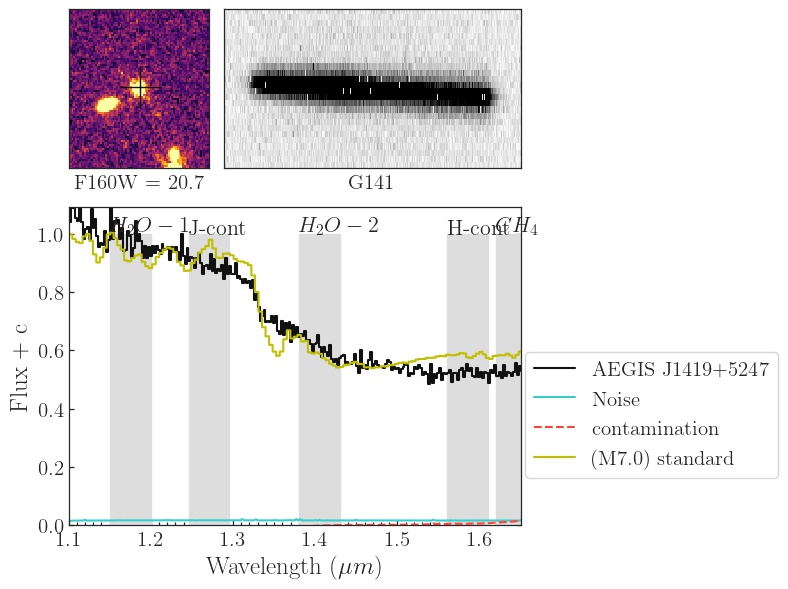 F160W = 20.7
G141
H2O − 1
J-cont
H2O − 2
H-cont
CH4
1.0
0.8
0.6
0.4
0.2
0.0
Flux + c
1.1
1.2
1.3
1.4
1.5
1.6
Wavelength (μm)
AEGIS J1419+5247
Noise
contamination
(M7.0) standard